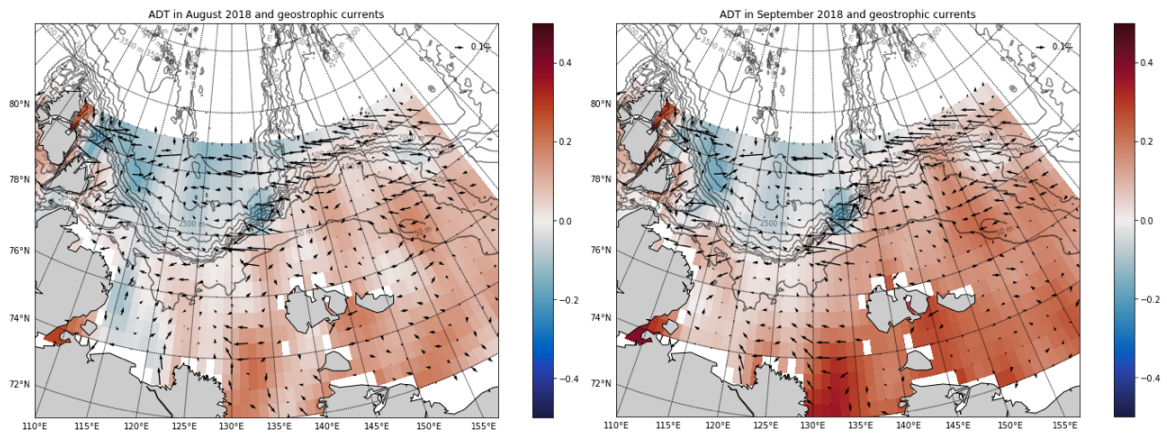 ADT in August 2018 and geostrophic currents
0.1
80°N
78°N
76°N
74°N
72°N
110°E 115°E 120°E 125°E 130°E 135°E 140°E 145°E 150°E 155°E
2500 m
0.4
0.2
0.0
−0.2
−0.4
ADT in September 2018 and geostrophic currents
0.1
80°N
78°N
76°N
74°N
72°N
110°E 115°E 120°E 125°E 130°E 135°E 140°E 145°E 150°E 155°E
2500 m
0.4
0.2
0.0
−0.2
−0.4